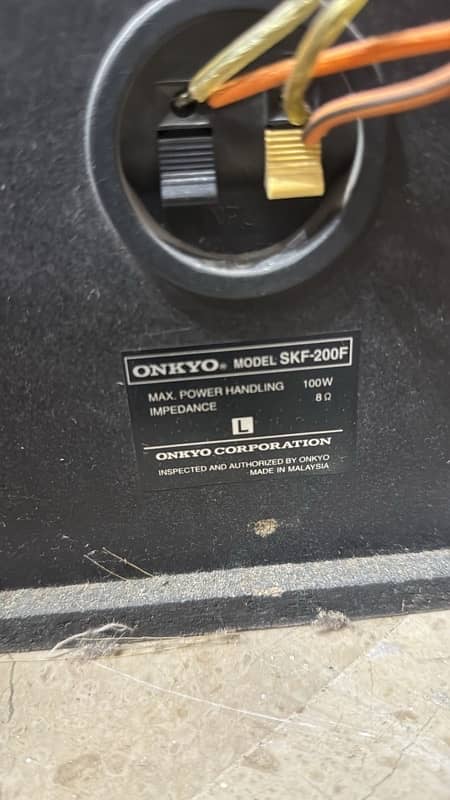 ONKYO® MODEL SKF-200F
MAX. POWER HANDLING 100W
IMPEDANCE 8 Ω
L
ONKYO CORPORATION
INSPECTED AND AUTHORIZED BY ONKYO
MADE IN MALAYSIA